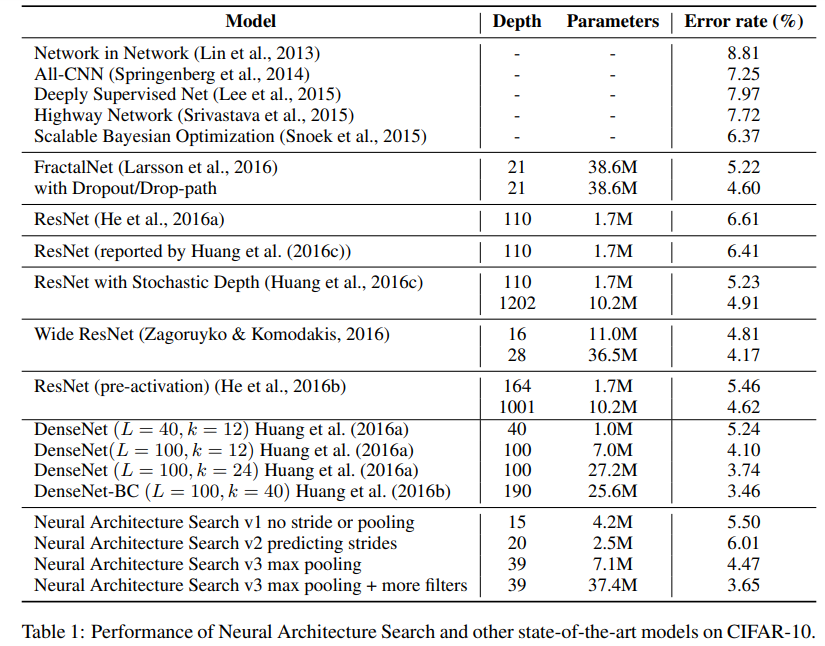 Model Depth Parameters Error rate (%)
Network in Network (Lin et al., 2013) - - 8.81
All-CNN (Springenberg et al., 2014) - - 7.25
Deeply Supervised Net (Lee et al., 2015) - - 7.97
Highway Network (Srivastava et al., 2015) - - 7.72
Scalable Bayesian Optimization (Snoek et al., 2015) - - 6.37
FractalNet (Larsson et al., 2016) 21 38.6M 5.22
with Dropout/Drop-path 21 38.6M 4.60
ResNet (He et al., 2016a) 110 1.7M 6.61
ResNet (reported by Huang et al. (2016c)) 110 1.7M 6.41
ResNet with Stochastic Depth (Huang et al., 2016c) 110 1.7M 5.23
1202 10.2M 4.91
Wide ResNet (Zagoruyko & Komodakis, 2016) 16 11.0M 4.81
28 36.5M 4.17
ResNet (pre-activation) (He et al., 2016b) 164 1.7M 5.46
1001 10.2M 4.62
DenseNet (L = 40, k = 12) Huang et al. (2016a) 40 1.0M 5.24
DenseNet(L = 100, k = 12) Huang et al. (2016a) 100 7.0M 4.10
DenseNet (L = 100, k = 24) Huang et al. (2016a) 100 27.2M 3.74
DenseNet-BC (L = 100, k = 40) Huang et al. (2016b) 190 25.6M 3.46
Neural Architecture Search v1 no stride or pooling 15 4.2M 5.50
Neural Architecture Search v2 predicting strides 20 2.5M 6.01
Neural Architecture Search v3 max pooling 39 7.1M 4.47
Neural Architecture Search v3 max pooling + more filters 39 37.4M 3.65
Table 1: Performance of Neural Architecture Search and other state-of-the-art models on CIFAR-10.